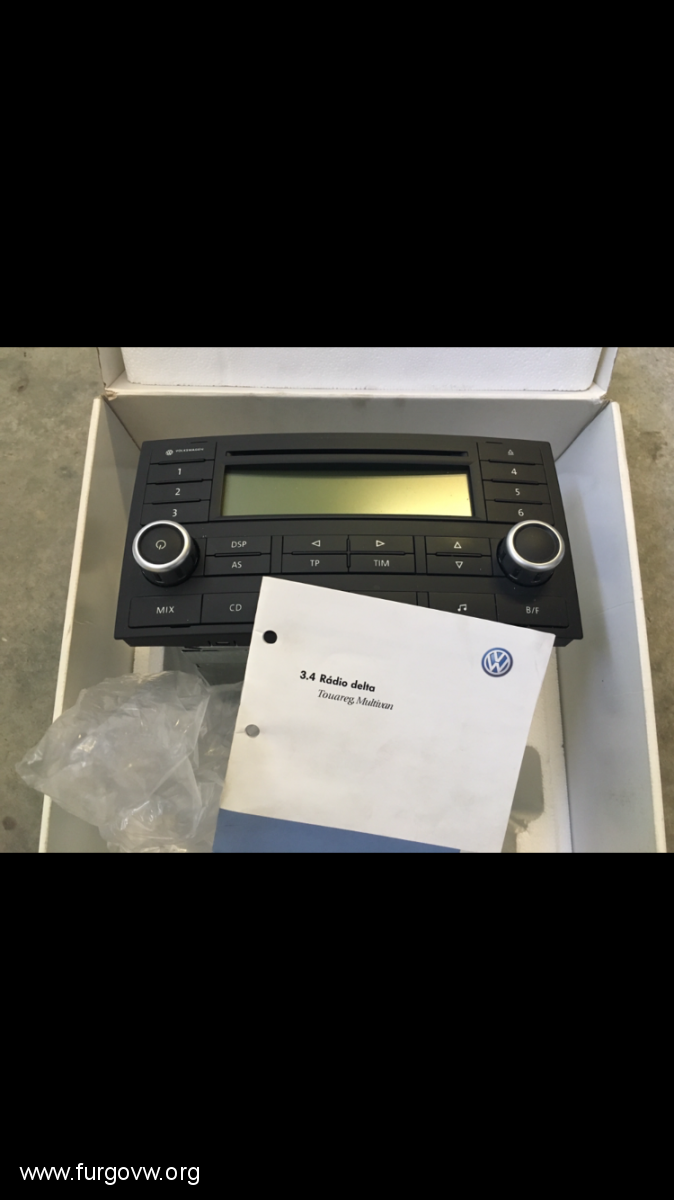 VOLKSWAGEN
1
4
2
5
3
6
DSP
AS
TP
TIM
MIX
CD
B/F
3.4 Rádio delta
Touareg, Multivan
www.furgovw.org